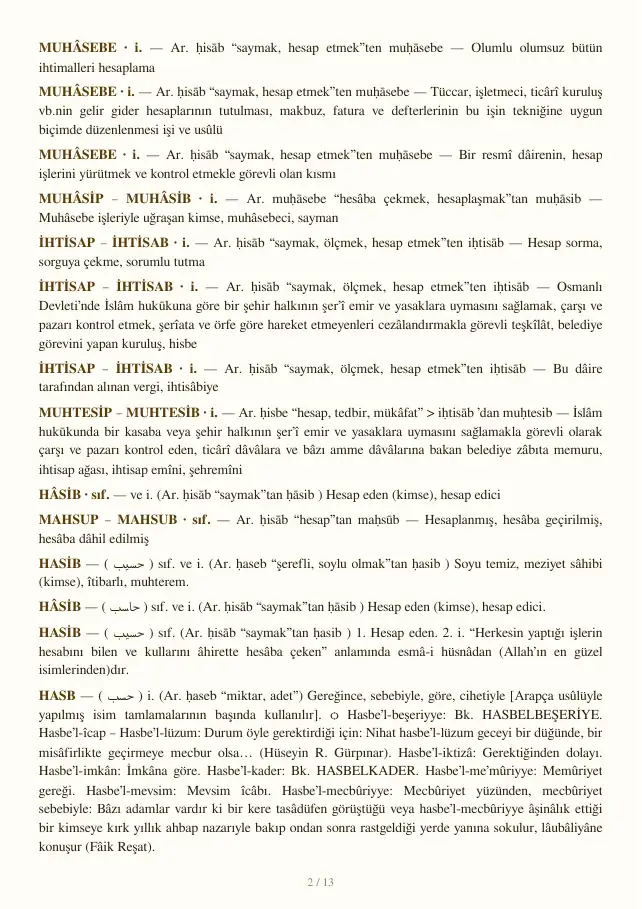 MUHÂSEBE · i. — Ar. ḥisāb “saymak, hesap etmek”ten muḥāsebe — Olumlu olumsuz bütün
ihtimalleri hesaplama
MUHÂSEBE · i. — Ar. ḥisāb “saymak, hesap etmek”ten muḥāsebe — Tüccar, işletmeci, ticârî kuruluş
vb.nin gelir gider hesaplarının tutulması, makbuz, fatura ve defterlerinin bu işin tekniğine uygun
biçimde düzenlenmesi işi ve usûlü
MUHÂSEBE · i. — Ar. ḥisāb “saymak, hesap etmek”ten muḥāsebe — Bir resmî dâirenin, hesap
işlerini yürütmek ve kontrol etmekle görevli olan kısmı
MUHÂSİP – MUHÂSİB · i. — Ar. muḥāsebe “hesâba çekmek, hesaplaşmak”tan muḥāsib —
Muhâsebe işleriyle uğraşan kimse, muhâsebeci, sayman
İHTİSAP – İHTİSAB · i. — Ar. ḥisāb “saymak, ölçmek, hesap etmek”ten iḥtisāb — Hesap sorma,
sorguya çekme, sorumlu tutma
İHTİSAP – İHTİSAB · i. — Ar. ḥisāb “saymak, ölçmek, hesap etmek”ten iḥtisāb — Osmanlı
Devleti’nde İslâm hukūkuna göre bir şehir halkının şer’î emir ve yasaklara uymasını sağlamak, çarşı ve
pazarı kontrol etmek, şerîata ve örfe göre hareket etmeyenleri cezâlandırmakla görevli teşkîlât, belediye
görevini yapan kuruluş, hisbe
İHTİSAP – İHTİSAB · i. — Ar. ḥisāb “saymak, ölçmek, hesap etmek”ten iḥtisāb — Bu dâire
tarafından alınan vergi, ihtisâbiye
MUHTESİP – MUHTESİB · i. — Ar. ḥisbe “hesap, tedbir, mükâfat” > iḥtisāb ’dan muḥtesib — İslâm
hukūkunda bir kasaba veya şehir halkının şer’î emir ve yasaklara uymasını sağlamakla görevli olarak
çarşı ve pazarı kontrol eden, ticârî dâvâlara ve bâzı amme dâvâlarına bakan belediye zâbıta memuru,
ihtisap ağası, ihtisap emîni, şehremîni
HÂSİB · sıf. — ve i. (Ar. ḥisāb “saymak”tan ḥāsib ) Hesap eden (kimse), hesap edici
MAHSUP – MAHSUB · sıf. — Ar. ḥisāb “hesap”tan maḥsūb — Hesaplanmış, hesâba geçirilmiş,
hesâba dâhil edilmiş
HASİB — ( حسيب ) sıf. ve i. (Ar. ḥaseb “şerefli, soylu olmak”tan ḥasіb ) Soyu temiz, meziyet sâhibi
(kimse), îtibarlı, muhterem.
HÂSİB — ( حاسب ) sıf. ve i. (Ar. ḥisāb “saymak”tan ḥāsib ) Hesap eden (kimse), hesap edici.
HASİB — ( حسيب ) sıf. (Ar. ḥisāb “saymak”tan ḥasіb ) 1. Hesap eden. 2. i. “Herkesin yaptığı işlerin
hesabını bilen ve kullarını âhirette hesâba çeken” anlamında esmâ-i hüsnâdan (Allah’ın en güzel
isimlerinden)dır.
HASB — ( حسب ) i. (Ar. ḥaseb “miktar, adet”) Gereğince, sebebiyle, göre, cihetiyle [Arapça usûlüyle
yapılmış isim tamlamalarının başında kullanılır]. ѻ Hasbe’l-beşeriyye: Bk. HASBELBEŞERİYE.
Hasbe’l-îcap – Hasbe’l-lüzum: Durum öyle gerektirdiği için: Nihat hasbe’l-lüzum geceyi bir düğünde, bir
misâfirlikte geçirmeye mecbur olsa… (Hüseyin R. Gürpınar). Hasbe’l-iktizâ: Gerektiğinden dolayı.
Hasbe’l-imkân: İmkâna göre. Hasbe’l-kader: Bk. HASBELKADER. Hasbe’l-me’mûriyye: Memûriyet
gereği. Hasbe’l-mevsim: Mevsim îcâbı. Hasbe’l-mecbûriyye: Mecbûriyet yüzünden, mecbûriyet
sebebiyle: Bâzı adamlar vardır ki bir kere tasâdüfen görüştüğü veya hasbe’l-mecbûriyye âşinâlık ettiği
bir kimseye kırk yıllık ahbap nazarıyle bakıp ondan sonra rastgeldiği yerde yanına sokulur, lâubâliyâne
konuşur (Fâik Reşat).
2 / 13